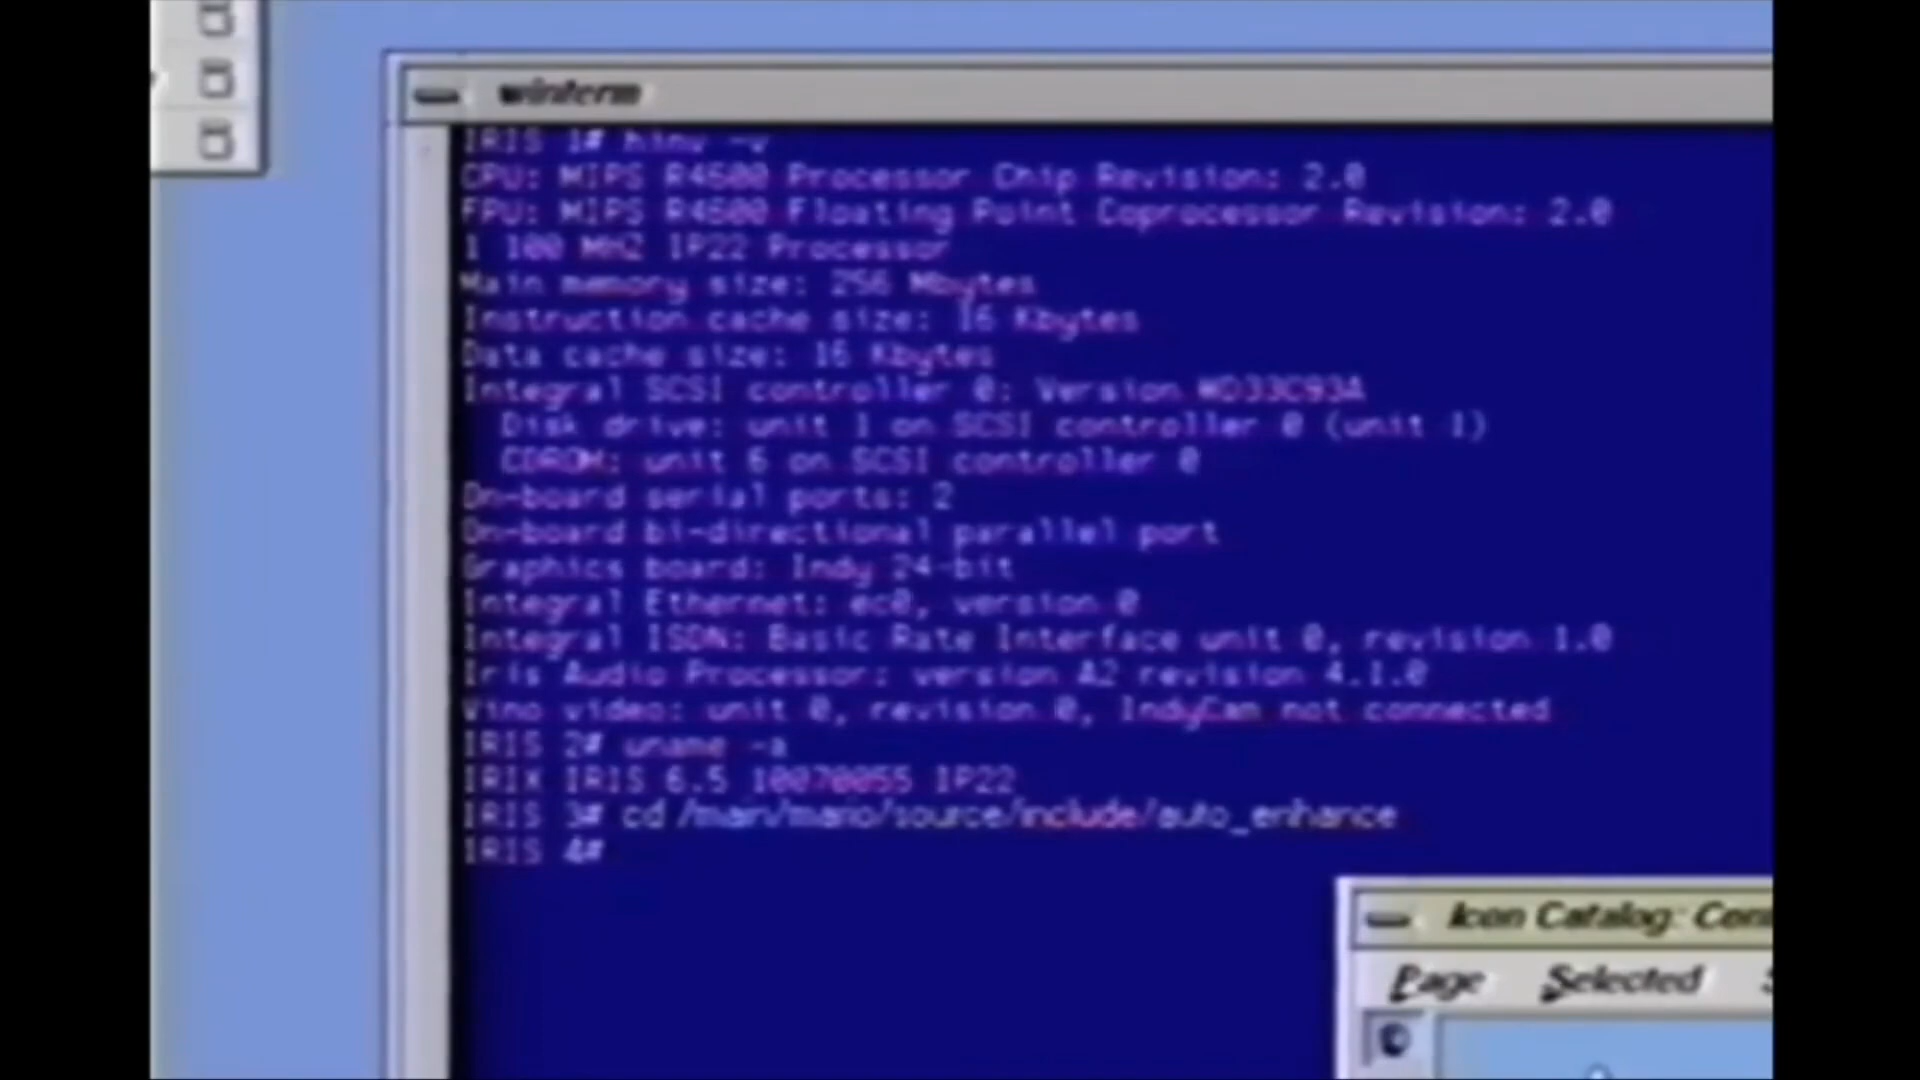 winterm
IRIS 1# hinv -v
CPU: MIPS R4600 Processor Chip Revision: 2.0
FPU: MIPS R4600 Floating Point Coprocessor Revision: 2.0
1 100 MHZ IP22 Processor
Main memory size: 256 Mbytes
Instruction cache size: 16 Kbytes
Data cache size: 16 Kbytes
Integral SCSI controller 0: Version WD33C93A
Disk drive: unit 1 on SCSI controller 0 (unit 1)
CDROM: unit 6 on SCSI controller 0
On-board serial ports: 2
On-board bi-directional parallel port
Graphics board: Indy 24-bit
Integral Ethernet: ec0, version 0
Integral ISDN: Basic Rate Interface unit 0, revision 1.0
Iris Audio Processor: version A2 revision 4.1.0
Vino video: unit 0, revision 0, IndyCam not connected
IRIS 2# uname -a
IRIX IRIS 6.5 10070055 IP22
IRIS 3# cd /main/mario/source/include/auto_enhance
IRIS 4#
Icon Catalog:
Page Selected